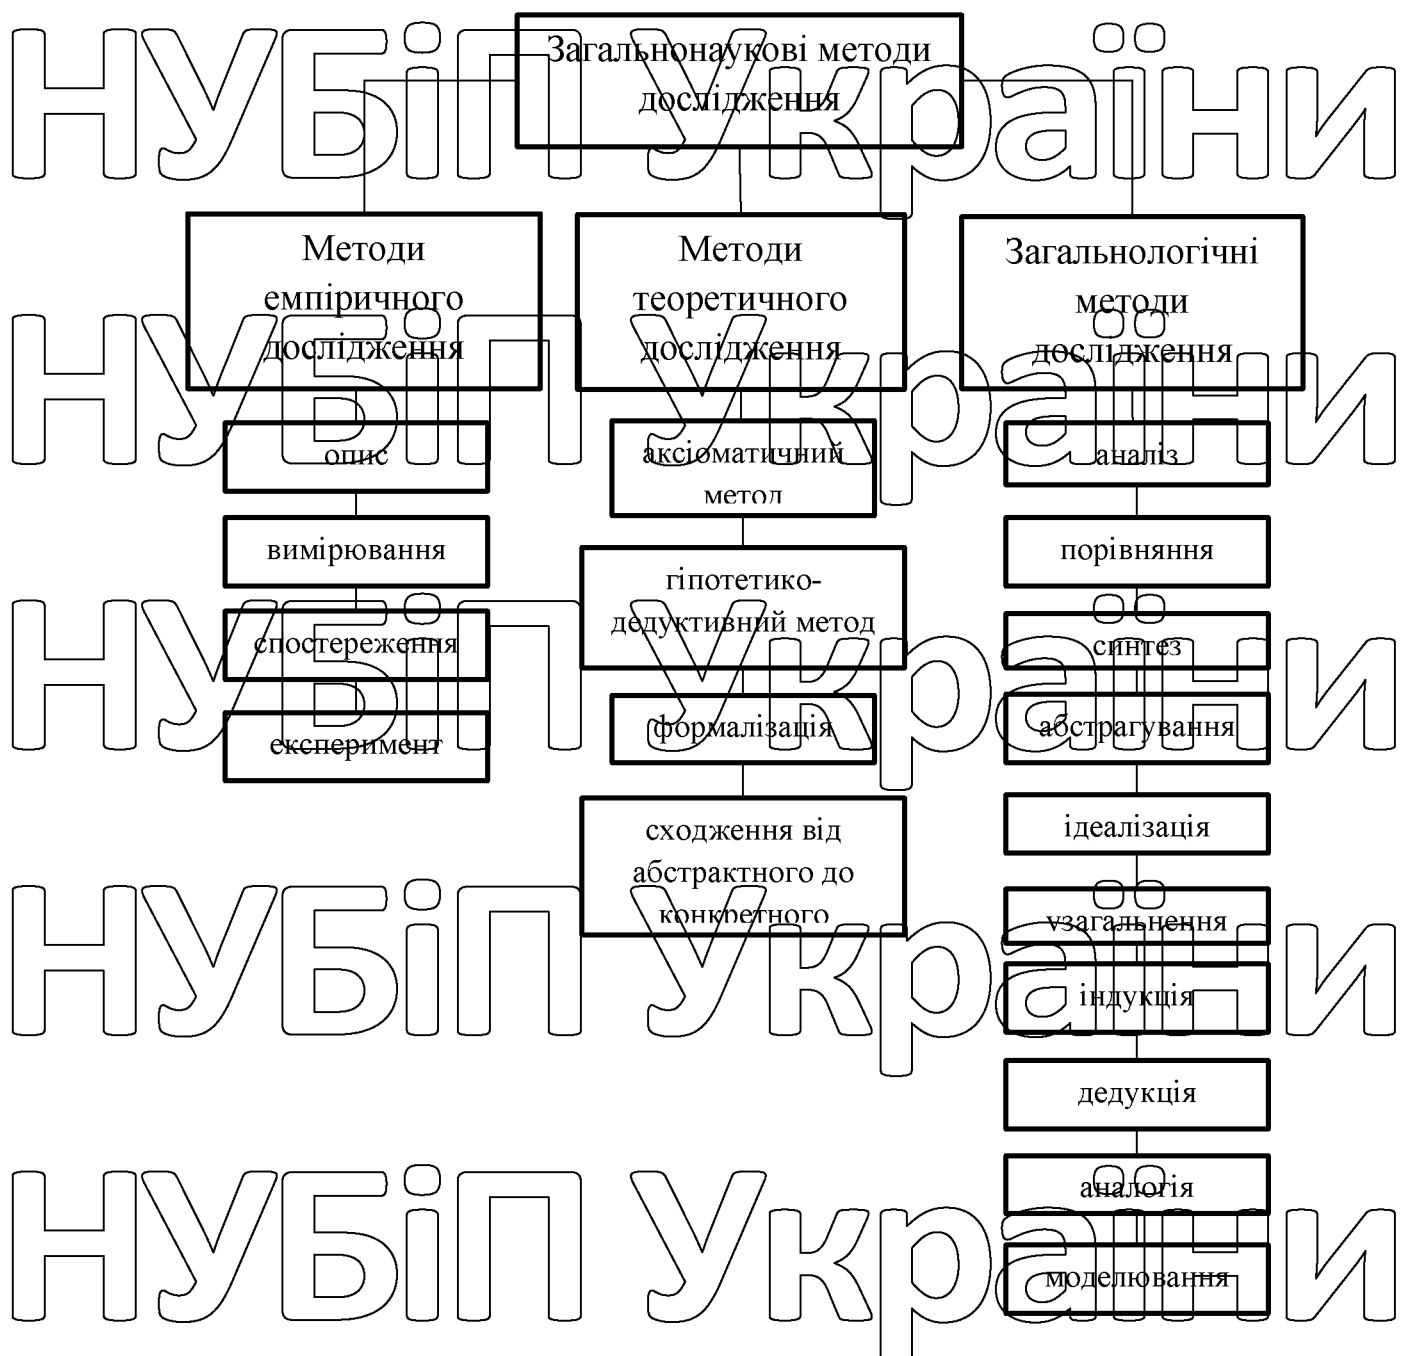 НУБіП України
Загальнонаукові методи
дослідження
Методи
емпіричного
дослідження
Методи
теоретичного
дослідження
Загальнологічні
методи
дослідження
НУБіП України
опис
вимірювання
спостереження
експеримент
аксіоматичний
метод
гіпотетико-
дедуктивний метод
формалізація
сходження від
абстрактного до
конкретного
аналіз
порівняння
синтез
абстрагування
ідеалізація
узагальнення
індукція
дедукція
аналогія
моделювання
НУБіП України
НУБіП України
НУБіП України